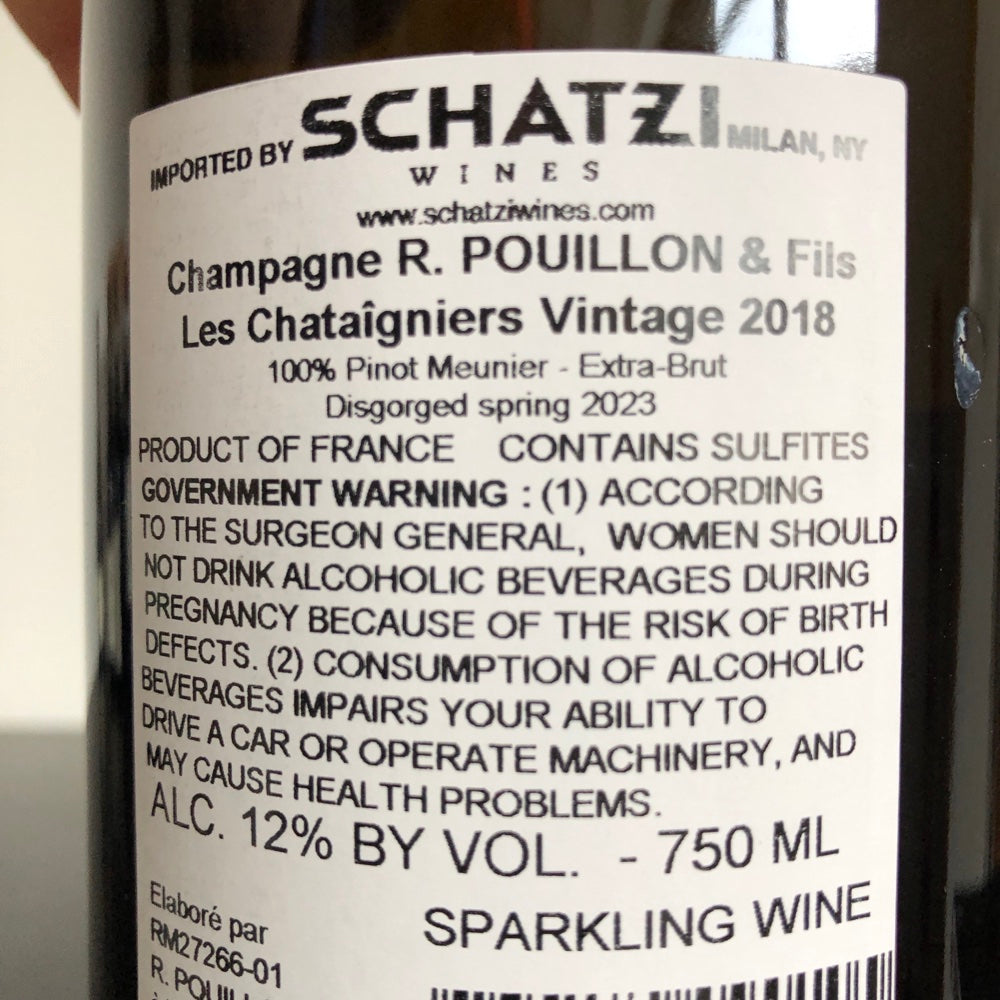 IMPORTED BY SCHATZI MILAN, NY
WINES
www.schatziwines.com
Champagne R. POUILLON & Fils
Les Chataîgniers Vintage 2018
100% Pinot Meunier - Extra-Brut
Disgorged spring 2023
PRODUCT OF FRANCE CONTAINS SULFITES
GOVERNMENT WARNING : (1) ACCORDING
TO THE SURGEON GENERAL, WOMEN SHOULD
NOT DRINK ALCOHOLIC BEVERAGES DURING
PREGNANCY BECAUSE OF THE RISK OF BIRTH
DEFECTS. (2) CONSUMPTION OF ALCOHOLIC
BEVERAGES IMPAIRS YOUR ABILITY TO
DRIVE A CAR OR OPERATE MACHINERY, AND
MAY CAUSE HEALTH PROBLEMS.
ALC. 12% BY VOL. - 750 ML
SPARKLING WINE
Elaboré par
RM27266-01
R.